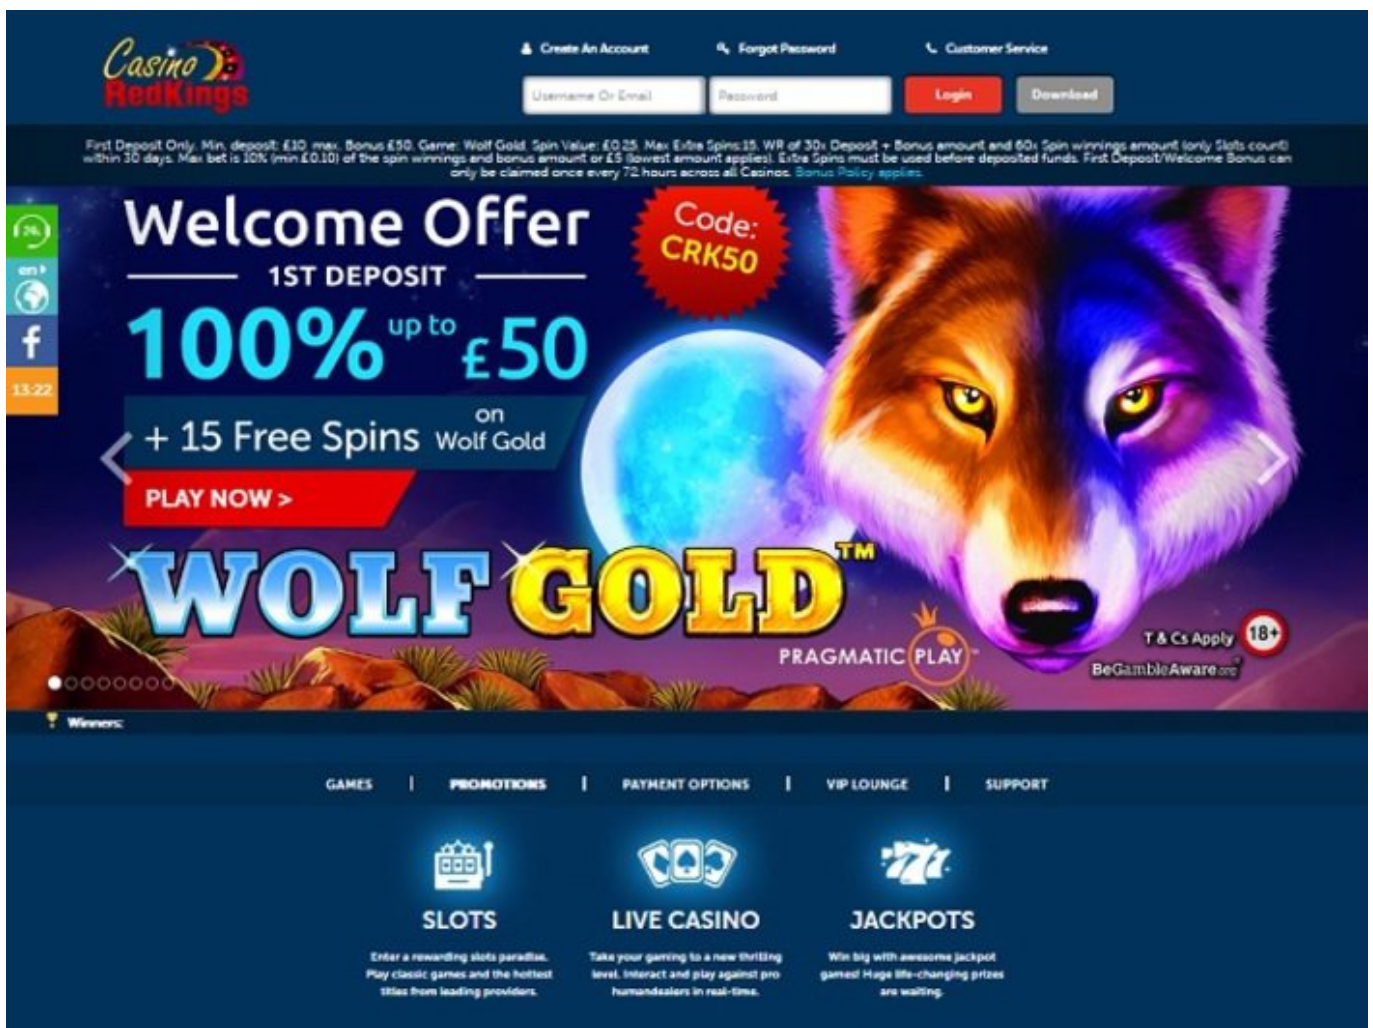 Casino
RedKings
Create An Account
Forgot Password
Customer Service
Username Or Email
Password
Login
Download
First Deposit Only. Min. deposit: £10. max. Bonus £50. Game: Wolf Gold. Spin Value: £0.25. Max Extra Spins:15. WR of 30x Deposit + Bonus amount and 60x Spin winnings amount (only Slots count)
within 30 days. Max bet is 10% (min £0.10) of the spin winnings and bonus amount or £5 (lowest amount applies). Extra Spins must be used before deposited funds. First Deposit/Welcome Bonus can
only be claimed once every 72 hours across all Casinos. Bonus Policy applies.
Welcome Offer
1ST DEPOSIT
100% up to £50
+ 15 Free Spins on Wolf Gold
PLAY NOW >
Code:
CRK50
en
f
13:22
WOLF GOLD™
PRAGMATIC PLAY™
T & Cs Apply 18+
BeGambleAware.org
Winners:
GAMES | PROMOTIONS | PAYMENT OPTIONS | VIP LOUNGE | SUPPORT
777
SLOTS
Enter a rewarding slots paradise.
Play classic games and the hottest
titles from leading providers.
LIVE CASINO
Take your gaming to a new thrilling
level. Interact and play against pro
humandealers in real-time.
JACKPOTS
Win big with awesome jackpot
games! Huge life-changing prizes
are waiting.